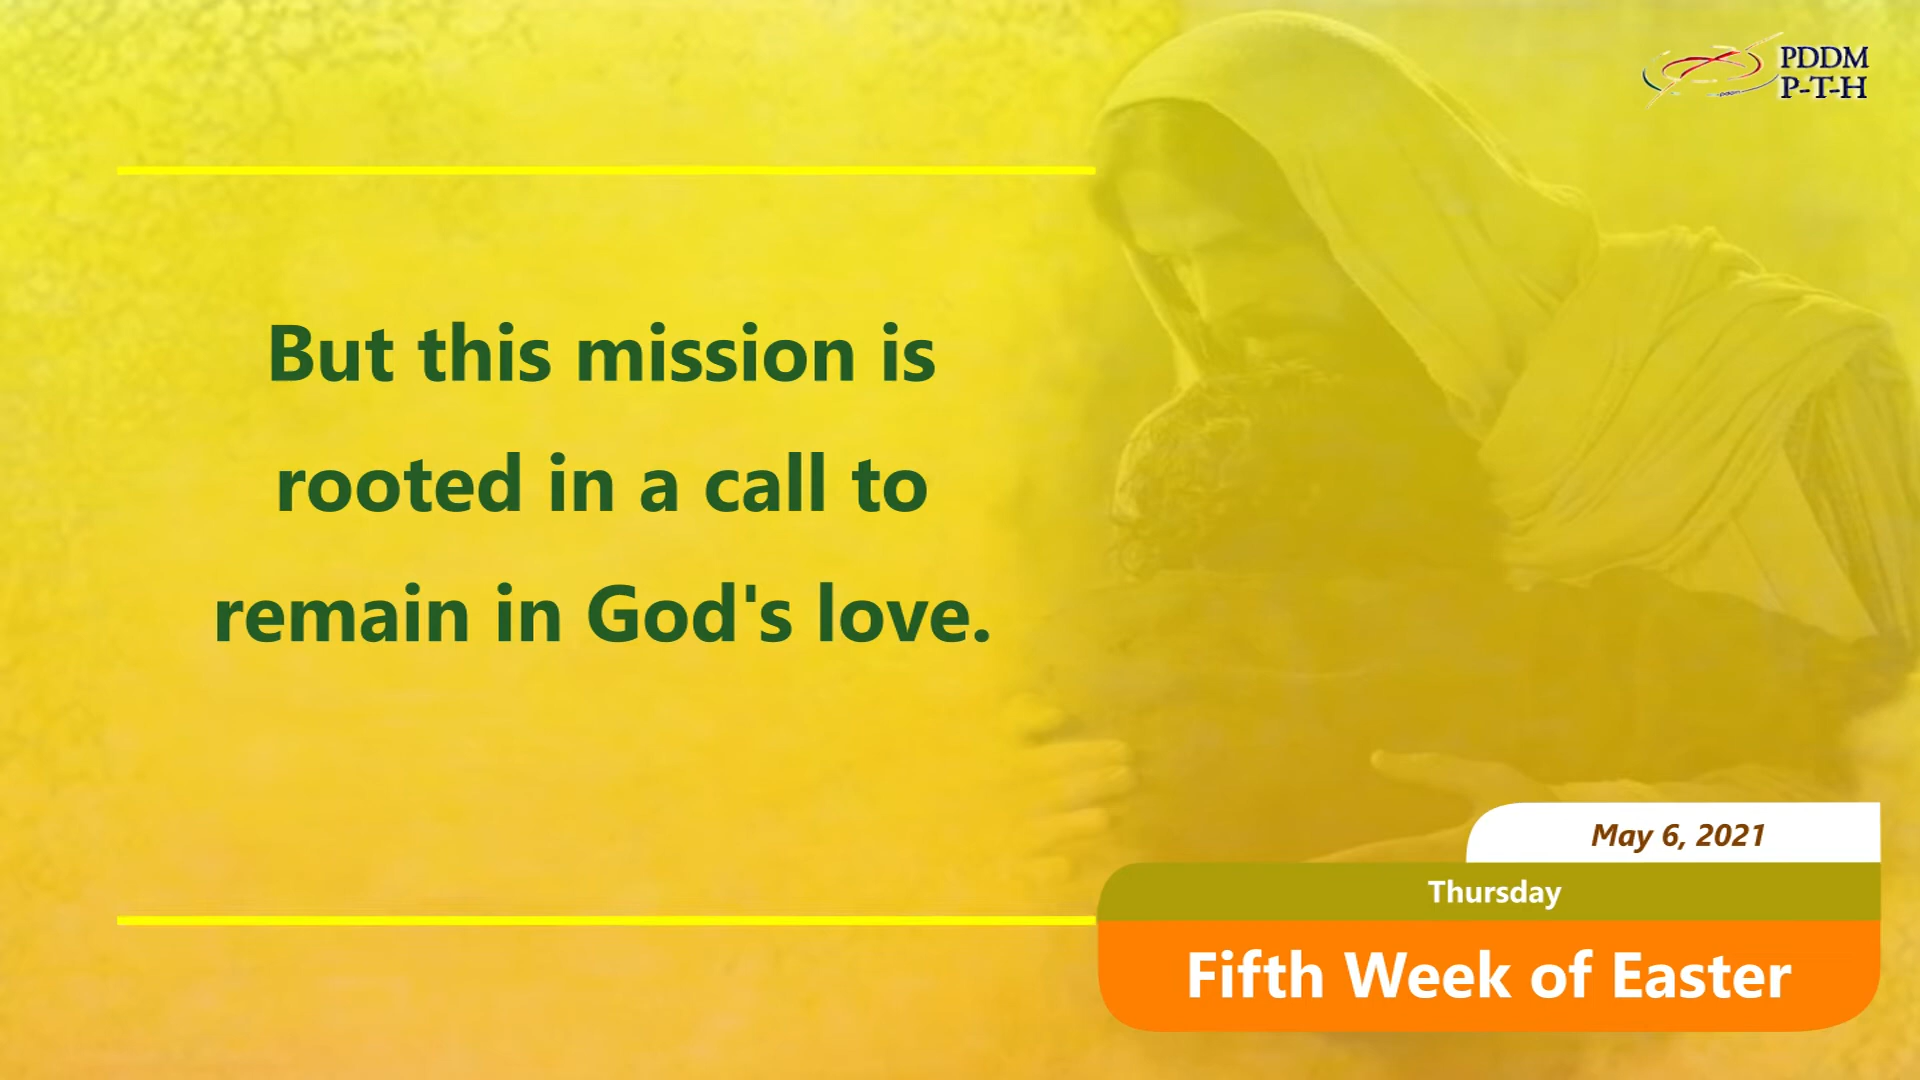 PDDM
P-T-H
But this mission is
rooted in a call to
remain in God's love.
May 6, 2021
Thursday
Fifth Week of Easter